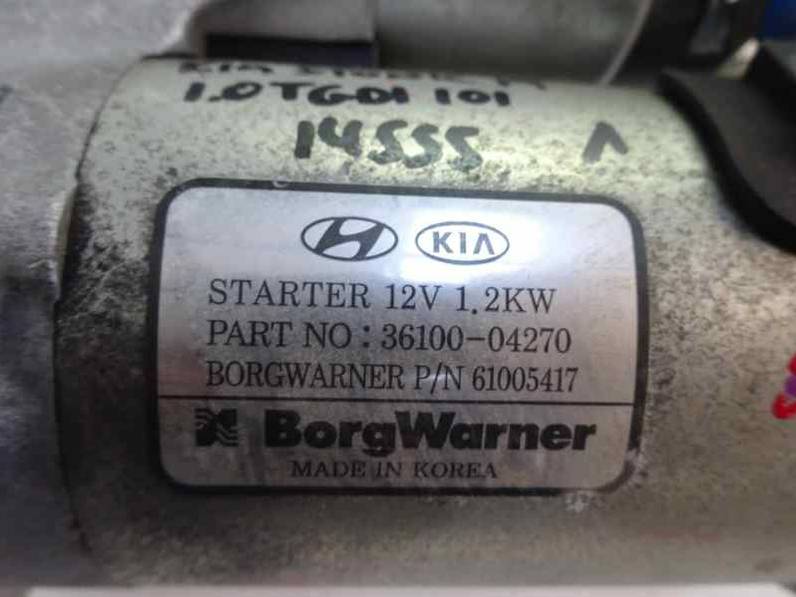 KIA
1.0TGDI 101
14555 Λ
KIA
STARTER 12V 1.2KW
PART NO : 36100-04270
BORGWARNER P/N 61005417
BorgWarner
MADE IN KOREA